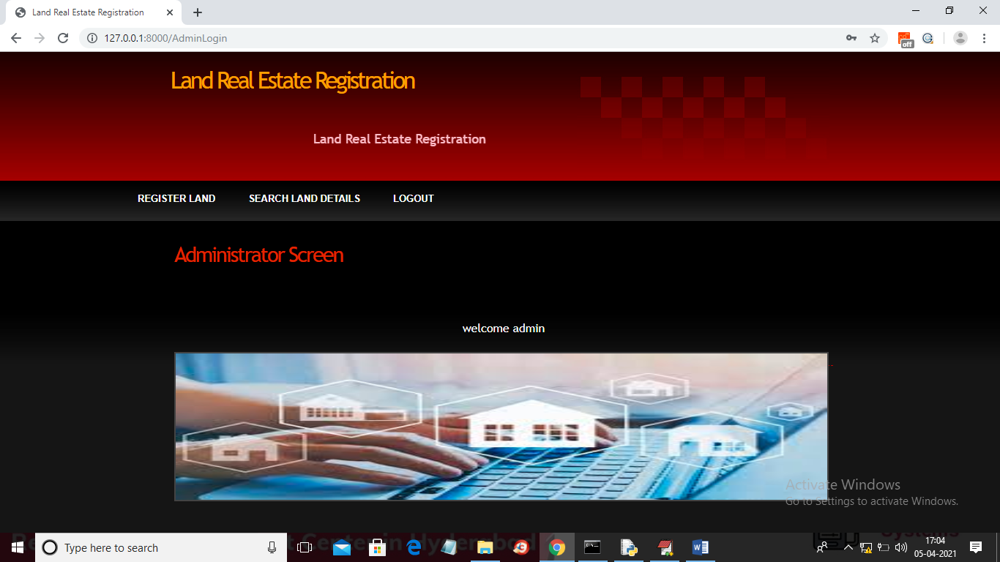 Land Real Estate Registration
127.0.0.1:8000/AdminLogin
off
Land Real Estate Registration
Land Real Estate Registration
REGISTER LAND SEARCH LAND DETAILS LOGOUT
Administrator Screen
welcome admin
Activate Windows
Go to Settings to activate Windows.
Center in Hyderabad
Systems
Type here to search
17:04
05-04-2021